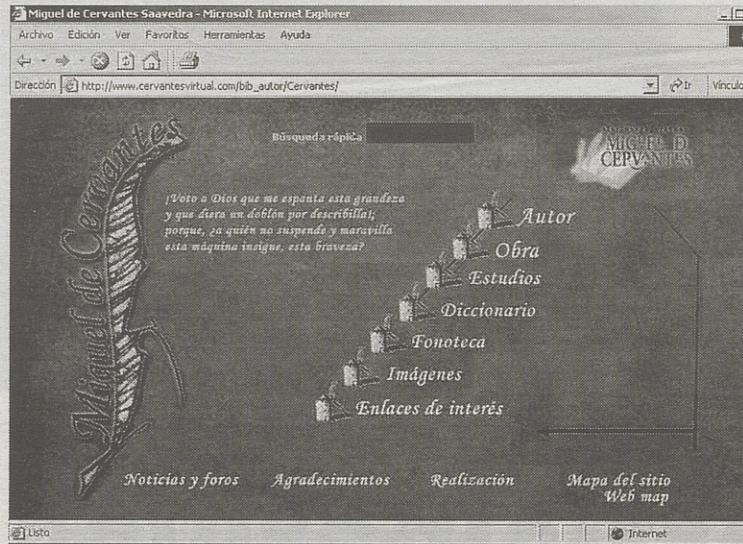 Miguel de Cervantes Saavedra - Microsoft Internet Explorer
Archivo Edición Ver Favoritos Herramientas Ayuda
Dirección http://www.cervantesvirtual.com/bib_autor/Cervantes/ Ir Vínculo
Búsqueda rápida
MIGUEL D
CERVANTES
Miguel de Cervantes
¡Voto a Dios que me espanta esta grandeza
y que diera un doblón por describilla!;
porque, ¿a quién no suspende y maravilla
esta máquina insigne, esta braveza?
Autor
Obra
Estudios
Diccionario
Fonoteca
Imágenes
Enlaces de interés
Noticias y foros Agradecimientos Realización Mapa del sitio
Web map
Listo Internet